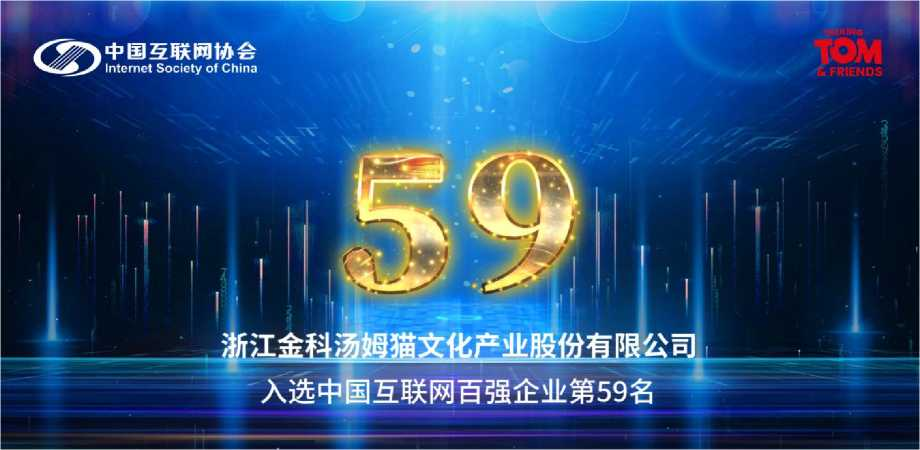 中国互联网协会
Internet Society of China
TALKING
TOM
& FRIENDS
59
浙江金科汤姆猫文化产业股份有限公司
入选中国互联网百强企业第59名